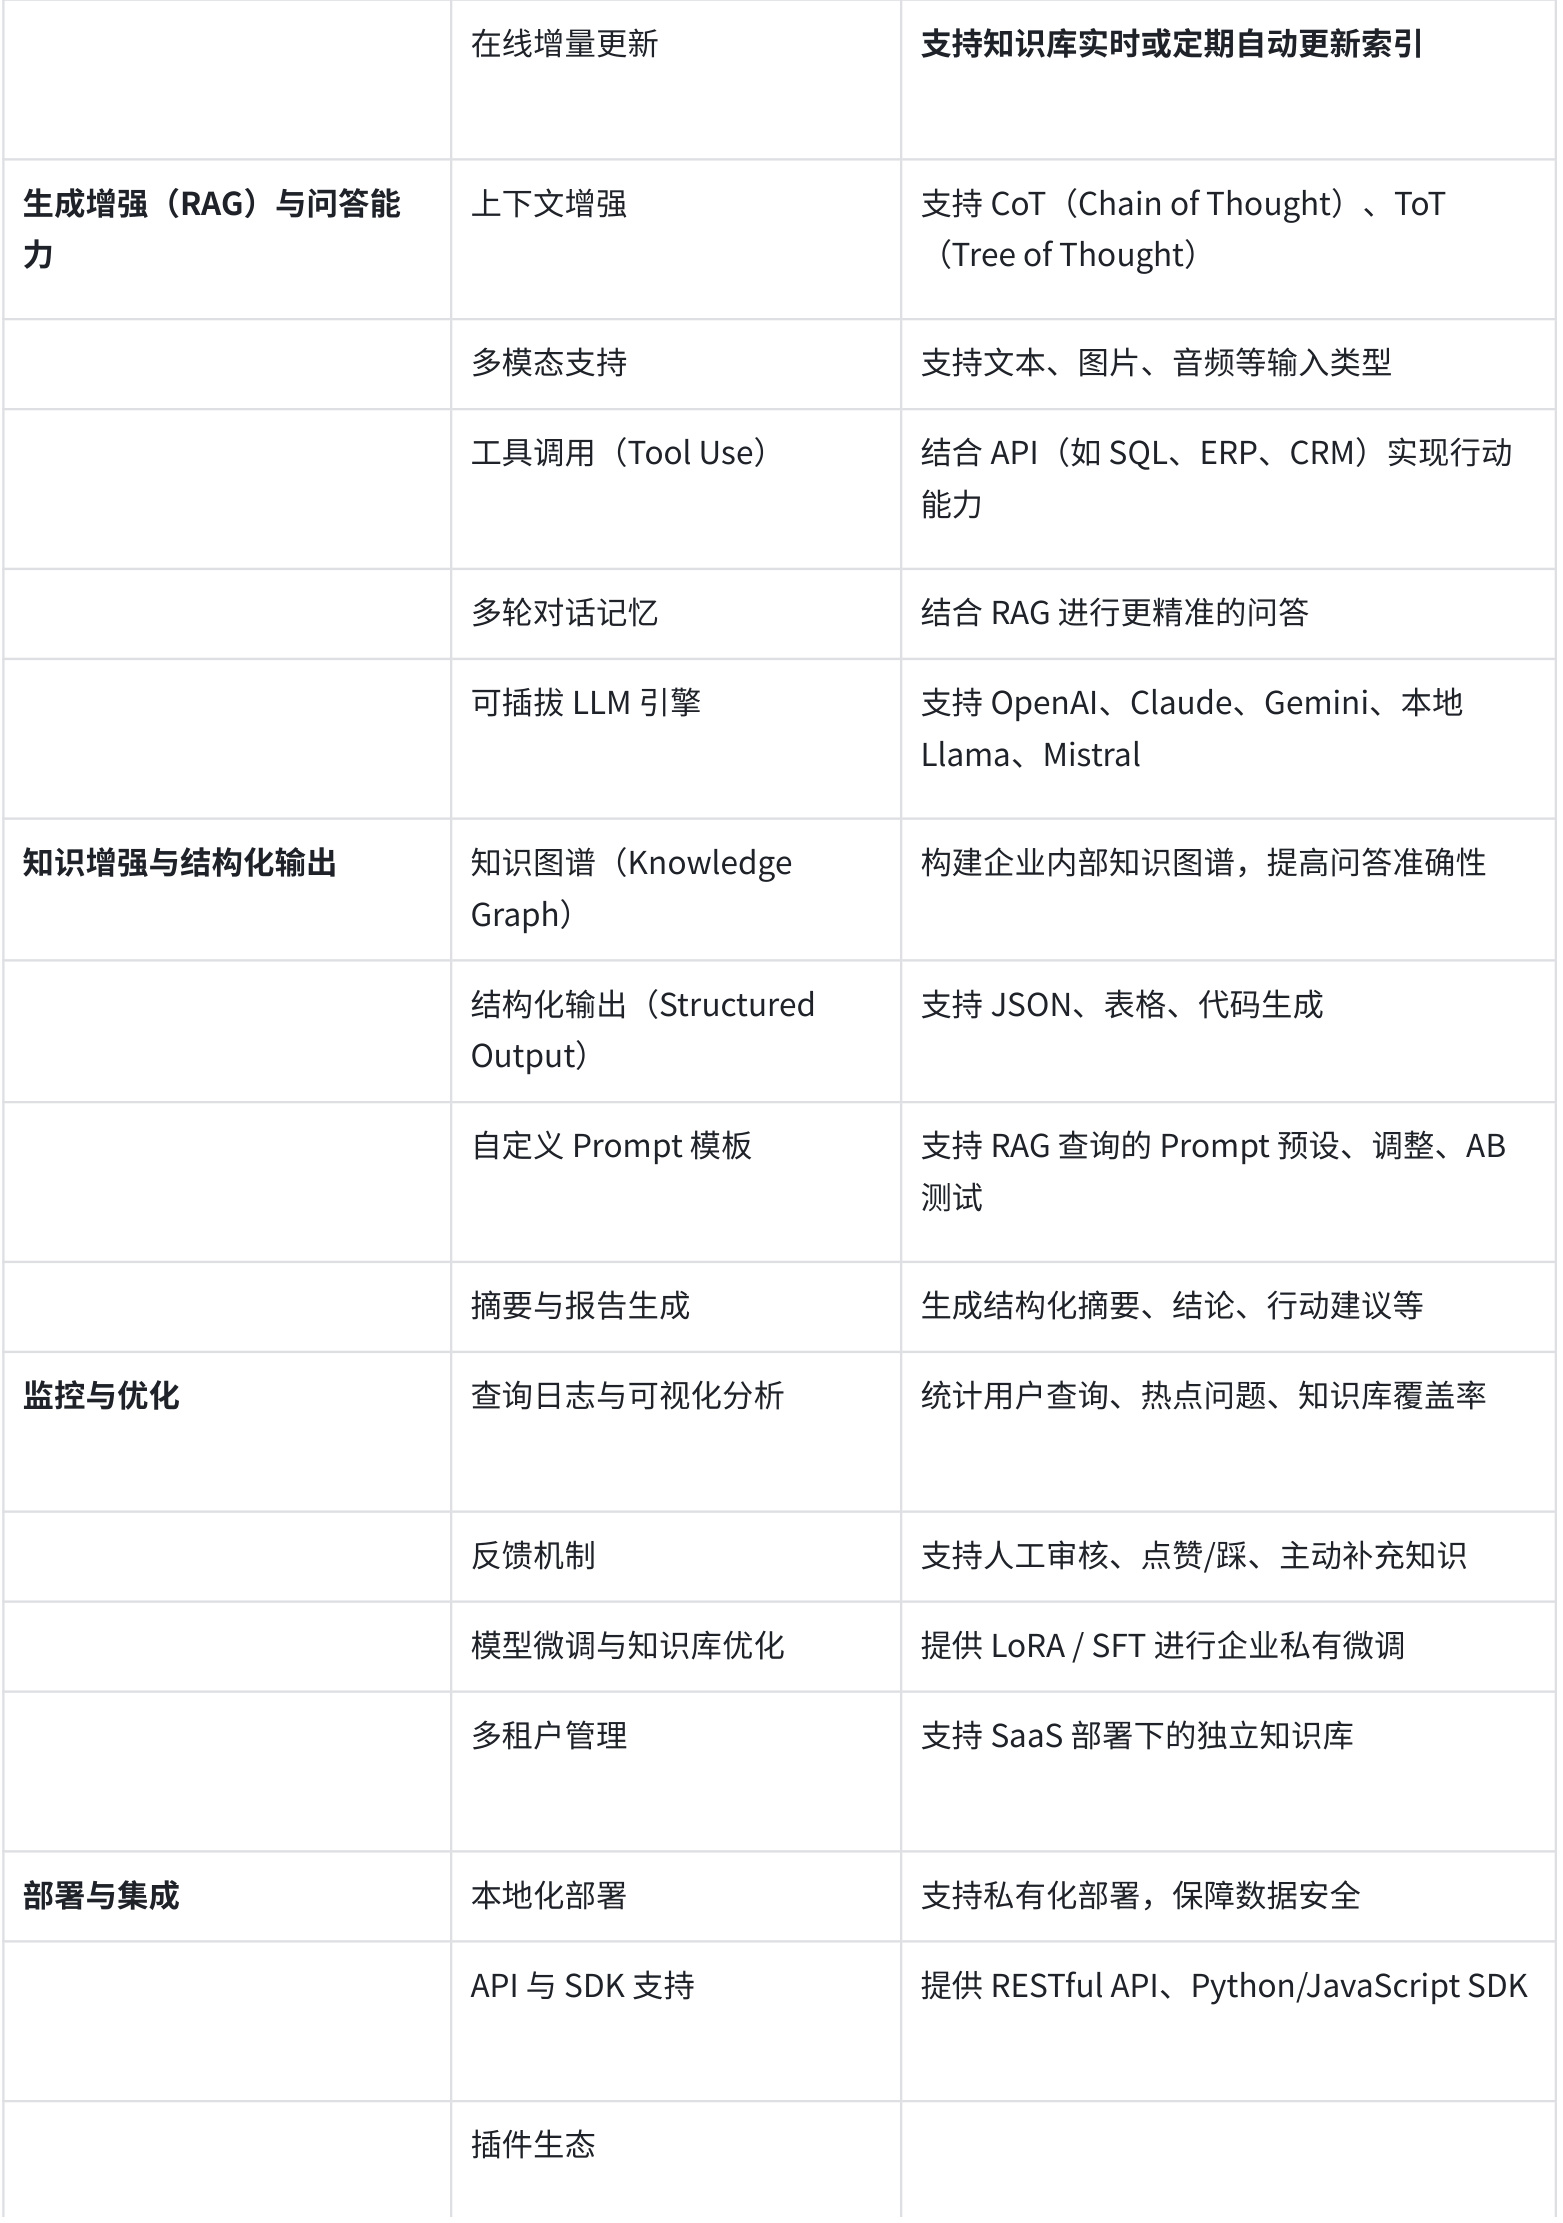 在线增量更新
支持知识库实时或定期自动更新索引
生成增强（RAG）与问答能
力
上下文增强
支持 CoT（Chain of Thought）、ToT
（Tree of Thought）
多模态支持
支持文本、图片、音频等输入类型
工具调用（Tool Use）
结合 API（如 SQL、ERP、CRM）实现行动
能力
多轮对话记忆
结合 RAG 进行更精准的问答
可插拔 LLM 引擎
支持 OpenAI、Claude、Gemini、本地
Llama、Mistral
知识增强与结构化输出
知识图谱（Knowledge
Graph）
构建企业内部知识图谱，提高问答准确性
结构化输出（Structured
Output）
支持 JSON、表格、代码生成
自定义 Prompt 模板
支持 RAG 查询的 Prompt 预设、调整、AB
测试
摘要与报告生成
生成结构化摘要、结论、行动建议等
监控与优化
查询日志与可视化分析
统计用户查询、热点问题、知识库覆盖率
反馈机制
支持人工审核、点赞/踩、主动补充知识
模型微调与知识库优化
提供 LoRA / SFT 进行企业私有微调
多租户管理
支持 SaaS 部署下的独立知识库
部署与集成
本地化部署
支持私有化部署，保障数据安全
API 与 SDK 支持
提供 RESTful API、Python/JavaScript SDK
插件生态